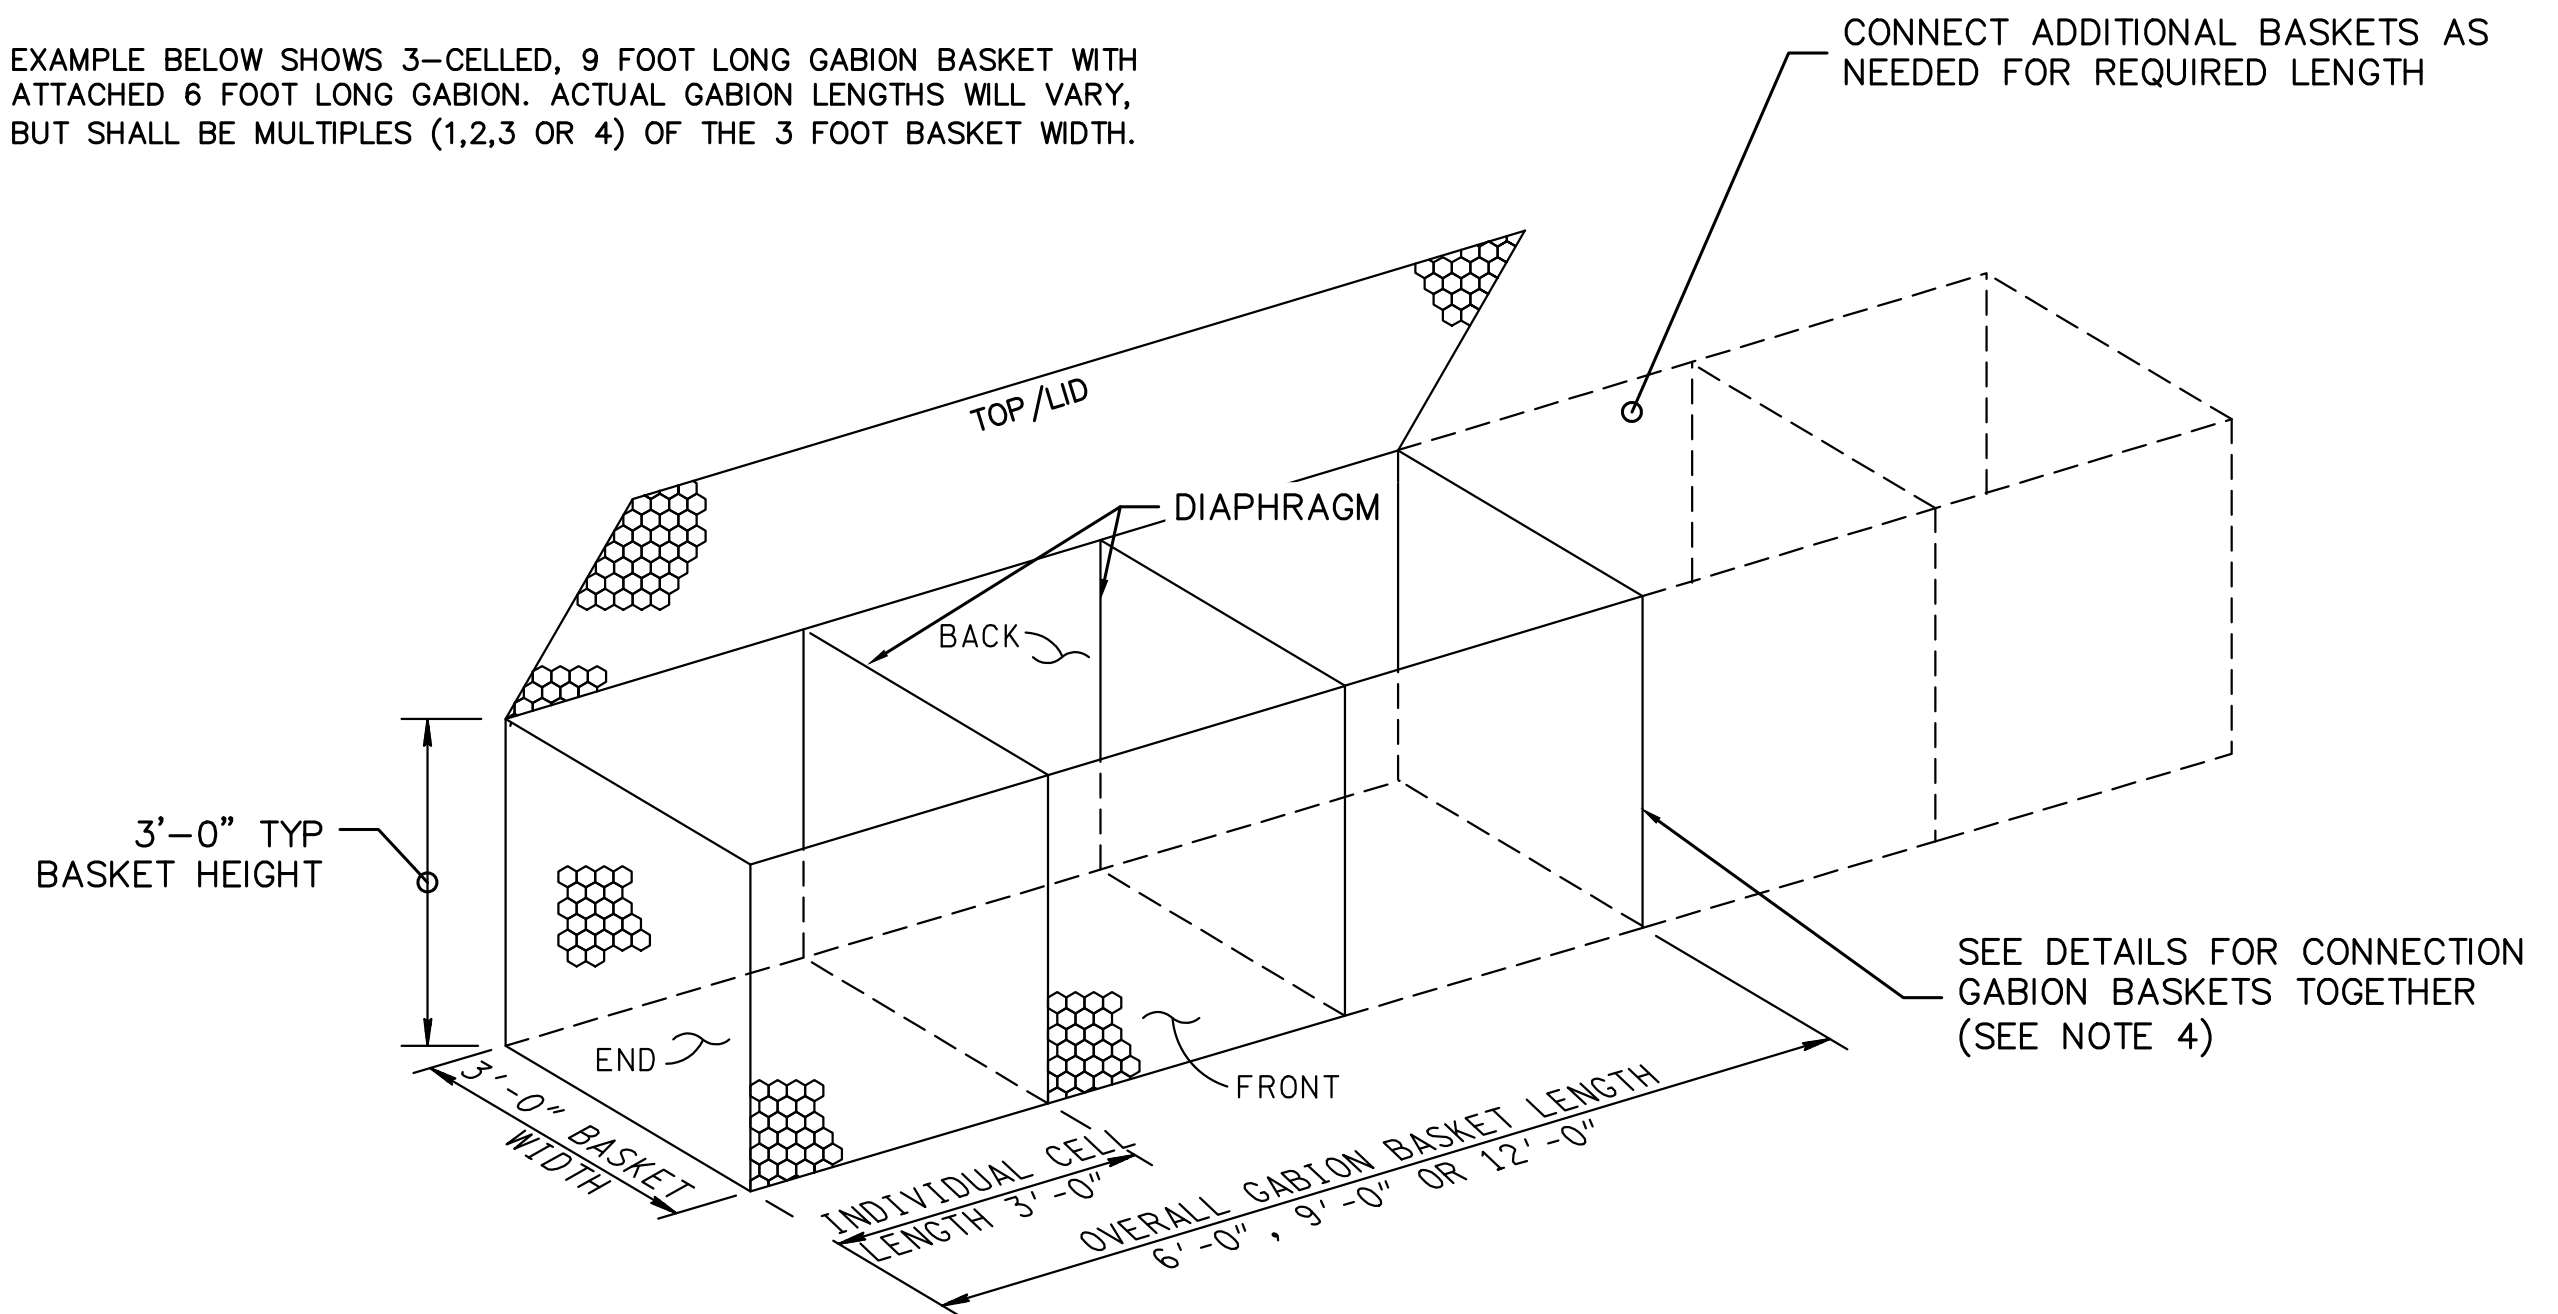 EXAMPLE BELOW SHOWS 3-CELLED, 9 FOOT LONG GABION BASKET WITH
ATTACHED 6 FOOT LONG GABION. ACTUAL GABION LENGTHS WILL VARY,
BUT SHALL BE MULTIPLES (1,2,3 OR 4) OF THE 3 FOOT BASKET WIDTH.
CONNECT ADDITIONAL BASKETS AS
NEEDED FOR REQUIRED LENGTH
TOP/LID
DIAPHRAGM
BACK
3'-0" TYP
BASKET HEIGHT
END
FRONT
SEE DETAILS FOR CONNECTION
GABION BASKETS TOGETHER
(SEE NOTE 4)
3'-0" BASKET
WIDTH
INDIVIDUAL CELL
LENGTH 3'-0"
OVERALL GABION BASKET LENGTH
6'-0", 9'-0" OR 12'-0"